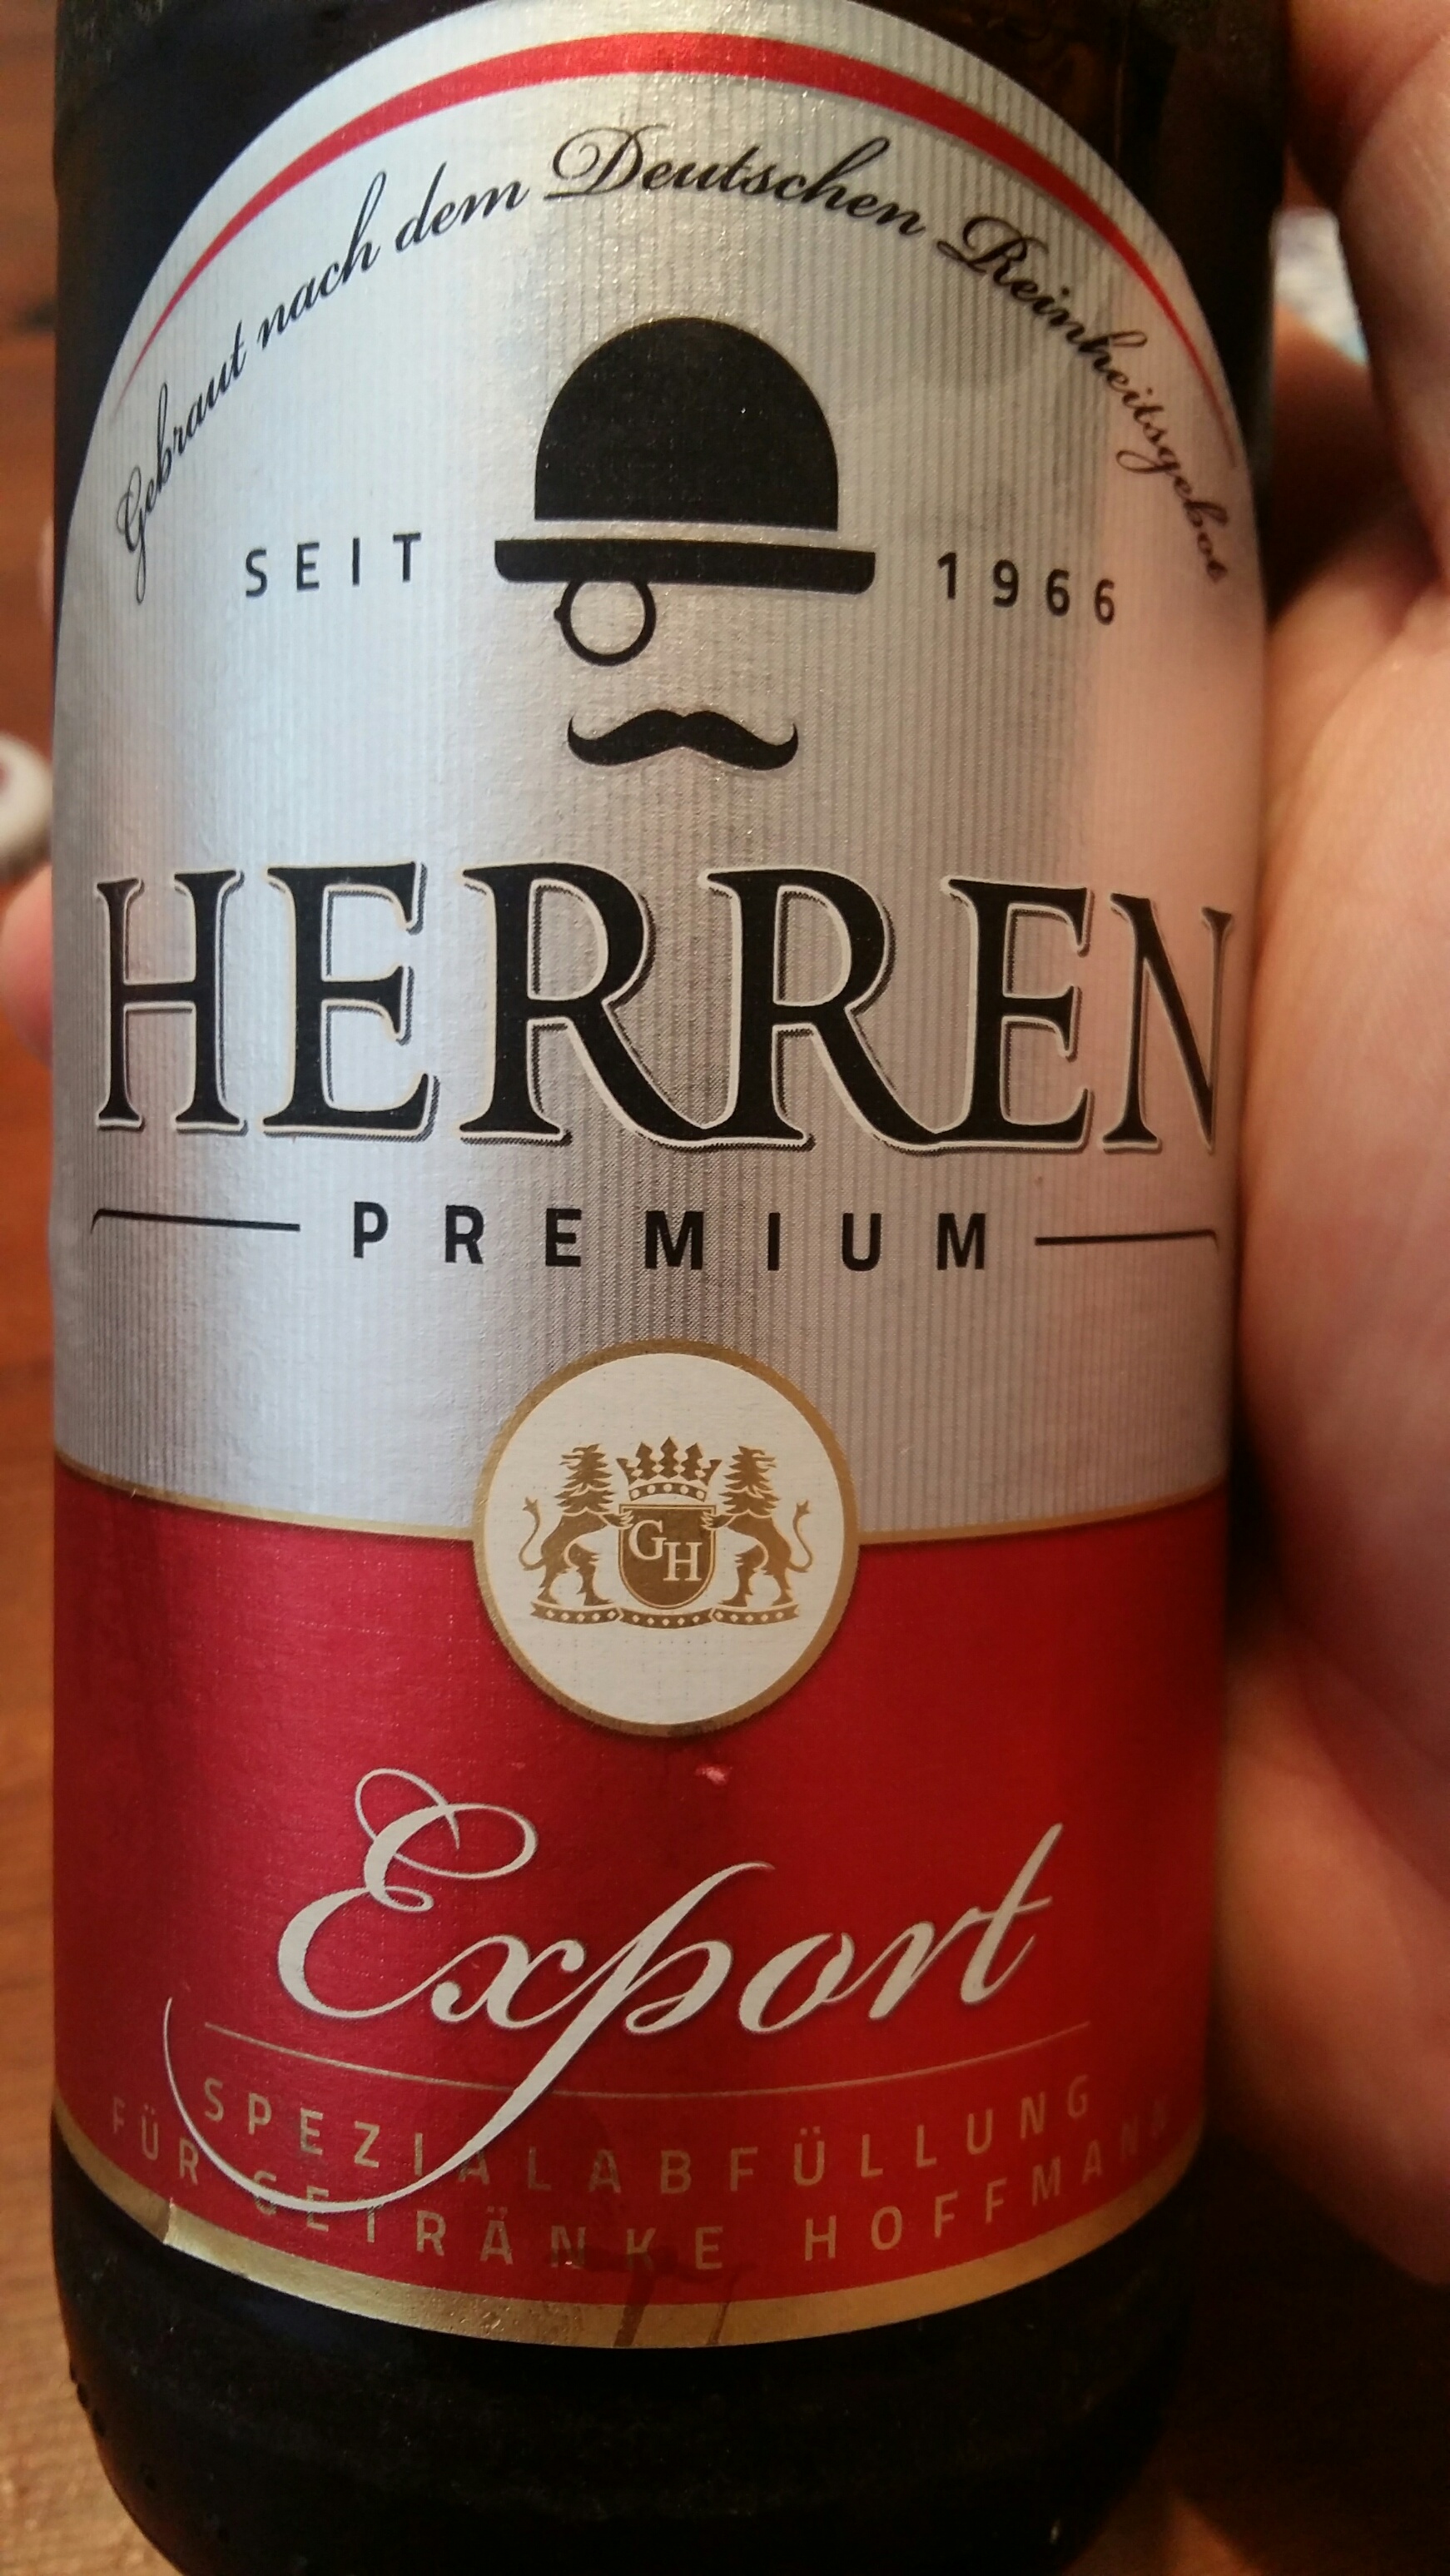 Gebraut nach dem Deutschen Reinheitsgebot
SEIT 1966
HERREN
PREMIUM
GH
Export
SPEZIALABFÜLLUNG
FÜR GETRÄNKE HOFFMANN